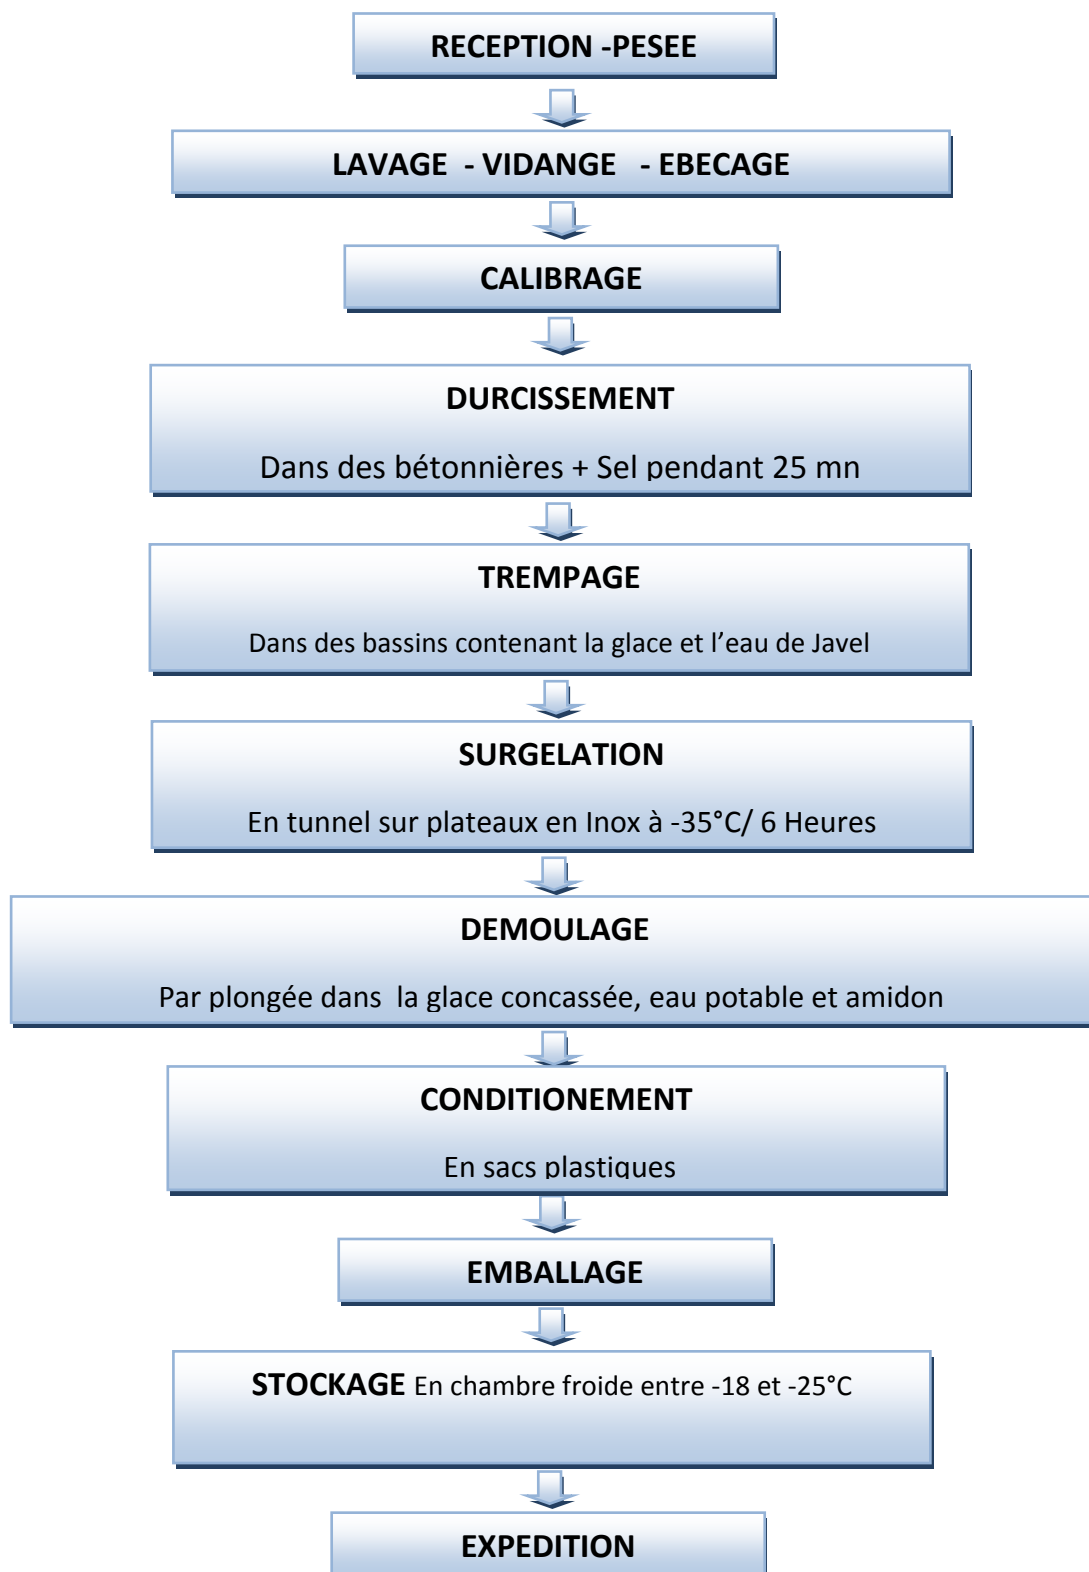 RECEPTION -PESEE
LAVAGE - VIDANGE - EBECAGE
CALIBRAGE
DURCISSEMENT
Dans des bétonnières + Sel pendant 25 mn
TREMPAGE
Dans des bassins contenant la glace et l’eau de Javel
SURGELATION
En tunnel sur plateaux en Inox à -35°C/ 6 Heures
DEMOULAGE
Par plongée dans la glace concassée, eau potable et amidon
CONDITIONEMENT
En sacs plastiques
EMBALLAGE
STOCKAGE En chambre froide entre -18 et -25°C
EXPEDITION